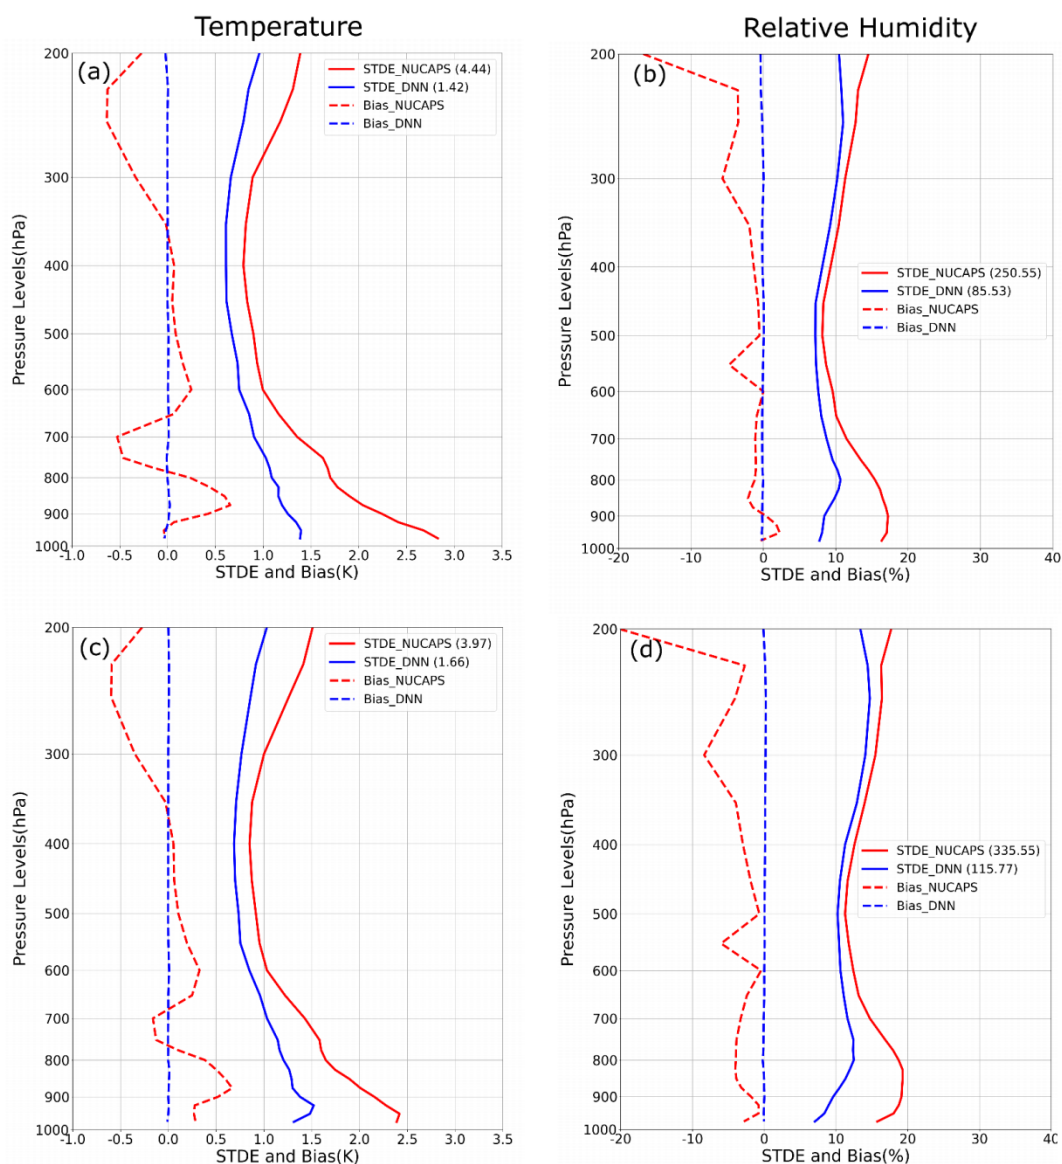 Temperature
Relative Humidity
(a)
STDE_NUCAPS (4.44)
STDE_DNN (1.42)
Bias_NUCAPS
Bias_DNN
200
300
400
500
600
700
800
900
1000
Pressure Levels(hPa)
-1.0 -0.5 0.0 0.5 1.0 1.5 2.0 2.5 3.0 3.5
STDE and Bias(K)
(b)
STDE_NUCAPS (250.55)
STDE_DNN (85.53)
Bias_NUCAPS
Bias_DNN
200
300
400
500
600
700
800
900
1000
Pressure Levels(hPa)
-20 -10 0 10 20 30 40
STDE and Bias(%)
(c)
STDE_NUCAPS (3.97)
STDE_DNN (1.66)
Bias_NUCAPS
Bias_DNN
200
300
400
500
600
700
800
900
1000
Pressure Levels(hPa)
-1.0 -0.5 0.0 0.5 1.0 1.5 2.0 2.5 3.0 3.5
STDE and Bias(K)
(d)
STDE_NUCAPS (335.55)
STDE_DNN (115.77)
Bias_NUCAPS
Bias_DNN
200
300
400
500
600
700
800
900
1000
Pressure Levels(hPa)
-20 -10 0 10 20 30 40
STDE and Bias(%)